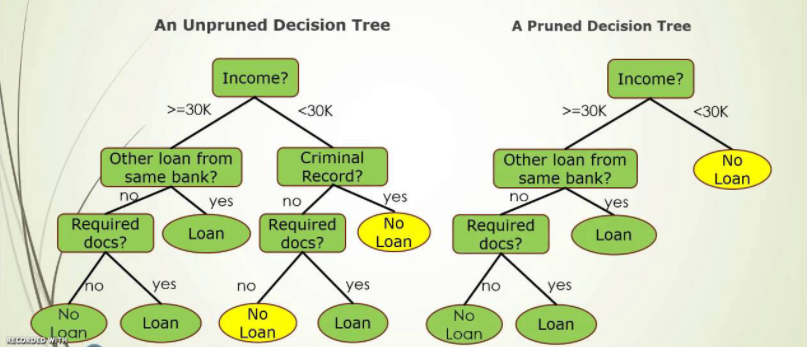 An Unpruned Decision Tree
Income?
>=30K
<30K
Other loan from
same bank?
Criminal
Record?
no
yes
no
yes
Required
docs?
Loan
Required
docs?
No
Loan
no
yes
no
yes
No
Loan
Loan
No
Loan
Loan
A Pruned Decision Tree
Income?
>=30K
<30K
Other loan from
same bank?
No
Loan
no
yes
Required
docs?
Loan
no
yes
No
Loan
Loan
RECORDED WITH